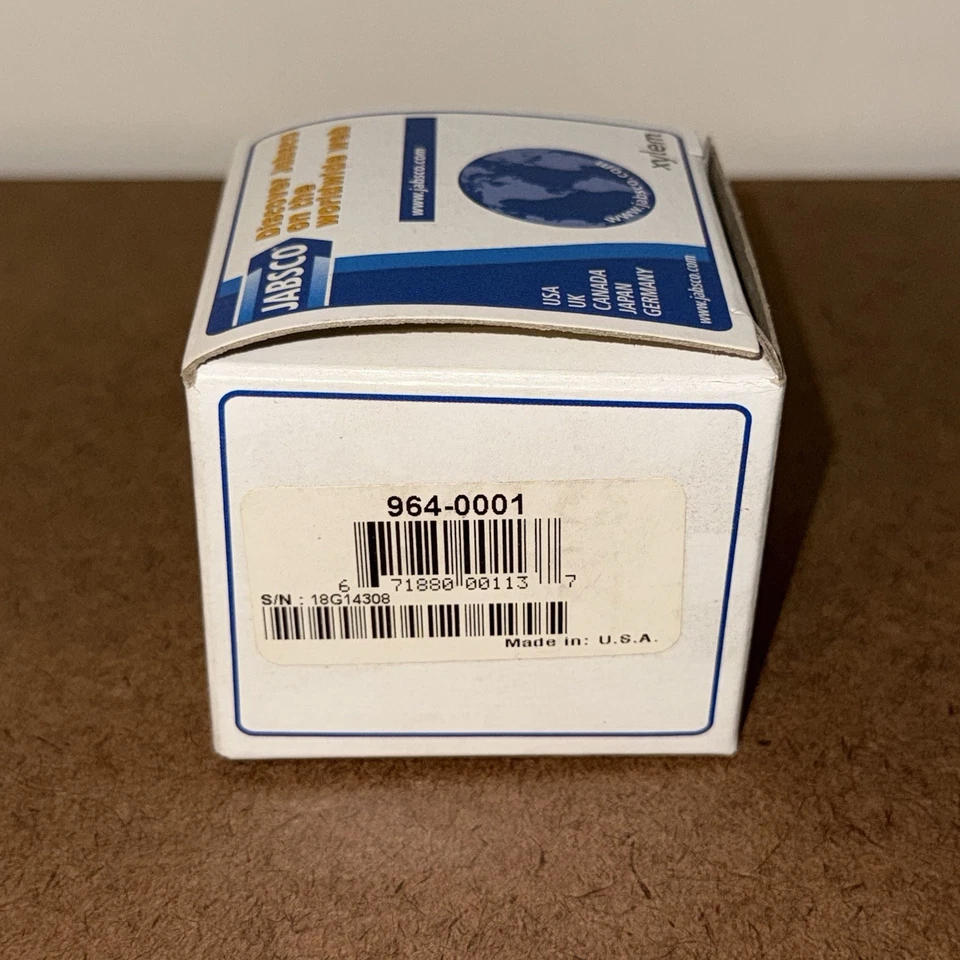 JABSCO
Discover Jabsco
on the
worldwide web
www.jabsco.com
www.jabsco.com
xylem
USA
UK
CANADA
JAPAN
GERMANY
www.jabsco.com
964-0001
6 71880 00113 7
S/N : 18G14308
Made in: U.S.A.